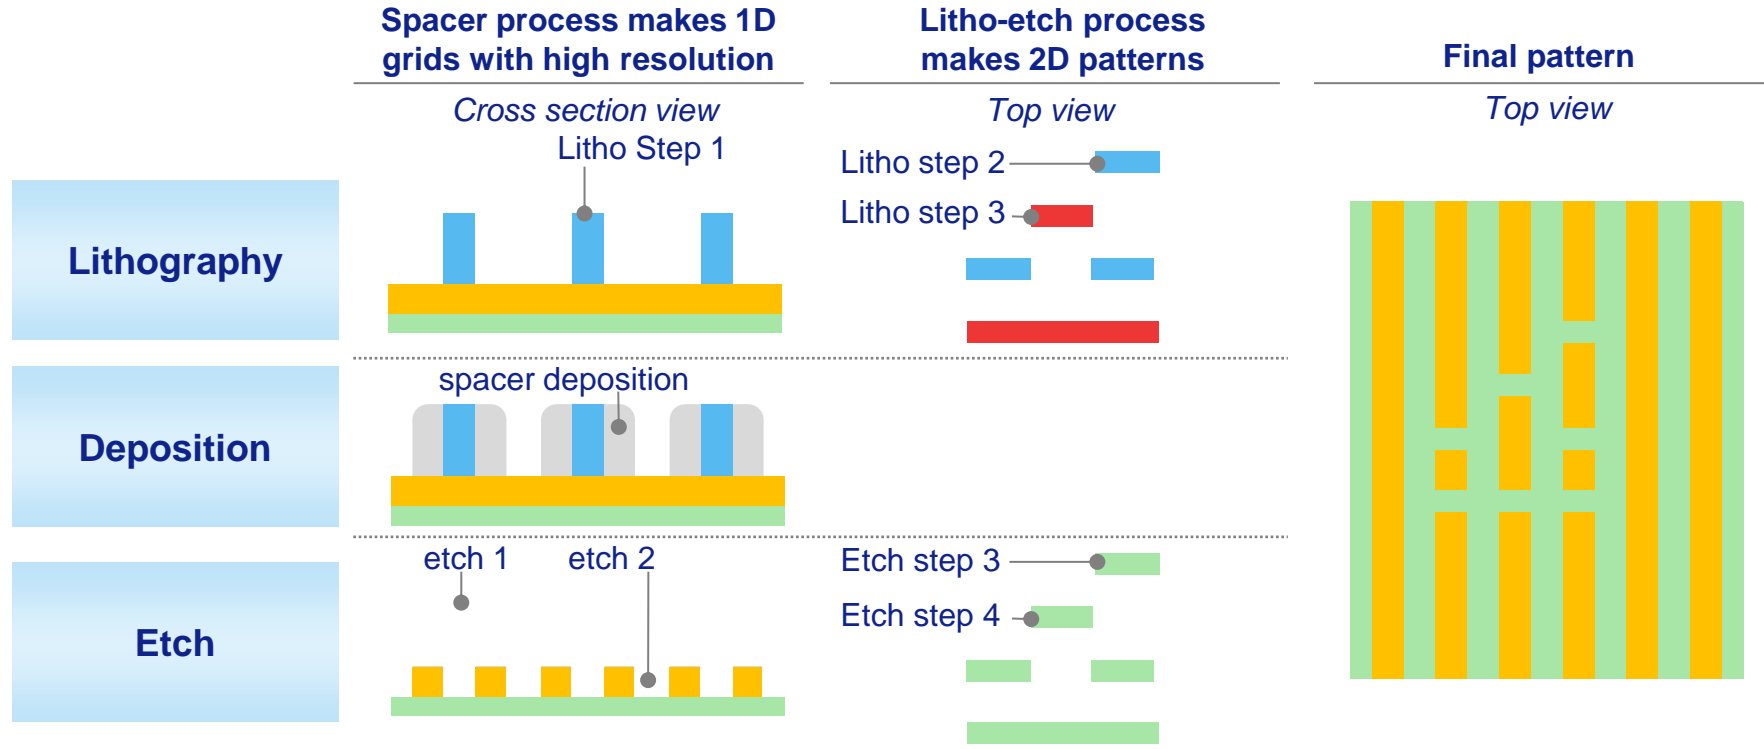 Spacer process makes 1D
grids with high resolution
Litho-etch process
makes 2D patterns
Final pattern
Cross section view
Top view
Top view
Litho Step 1
Litho step 2
Litho step 3
Lithography
spacer deposition
Deposition
etch 1
etch 2
Etch step 3
Etch step 4
Etch